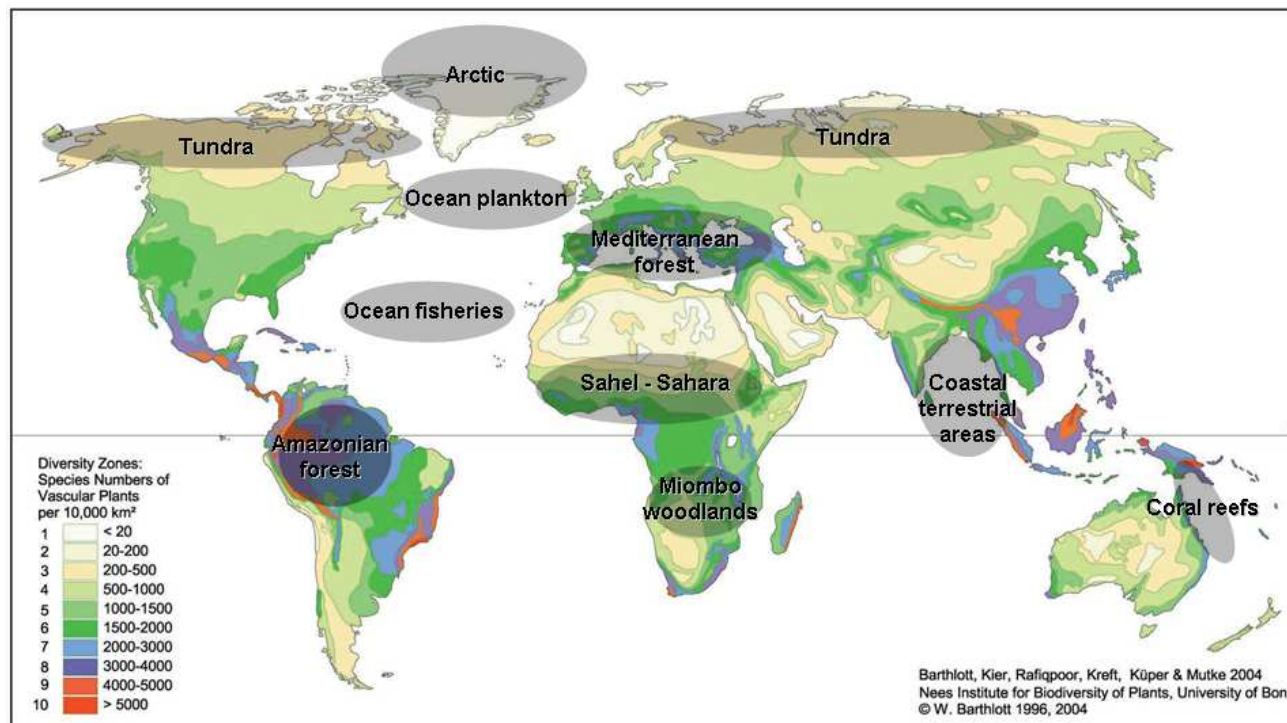 Arctic
Tundra
Tundra
Ocean plankton
Mediterranean
forest
Ocean fisheries
Sahel - Sahara
Coastal
terrestrial
areas
Amazonian
forest
Miombo
woodlands
Coral reefs
Diversity Zones:
Species Numbers of
Vascular Plants
per 10,000 km²
1 < 20
2 20-200
3 200-500
4 500-1000
5 1000-1500
6 1500-2000
7 2000-3000
8 3000-4000
9 4000-5000
10 > 5000
Barthlott, Kier, Rafiqpoor, Kreft, Küper & Mutke 2004
Nees Institute for Biodiversity of Plants, University of Bon
© W. Barthlott 1996, 2004